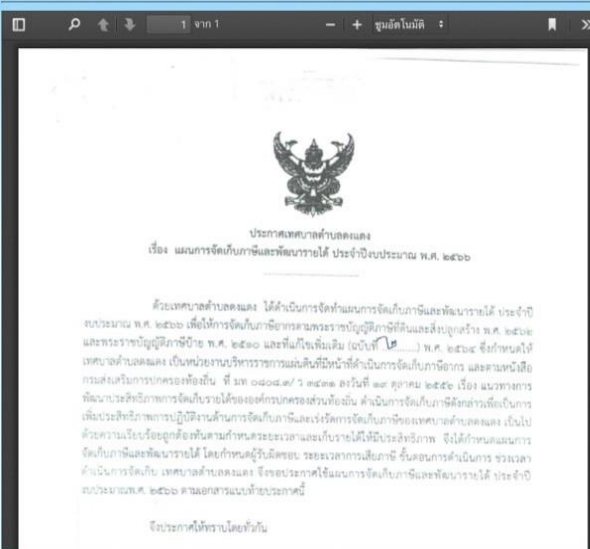 1 จาก 1
ซูมอัตโนมัติ
ประกาศเทศบาลตำบลดงแดง
เรื่อง แผนการจัดเก็บภาษีและพัฒนารายได้ ประจำปีงบประมาณ พ.ศ. ๒๕๖๖
ด้วยเทศบาลตำบลดงแดง ได้ดำเนินการจัดทำแผนการจัดเก็บภาษีและพัฒนารายได้ ประจำปี
งบประมาณ พ.ศ. ๒๕๖๖ เพื่อให้การจัดเก็บภาษีอากรตามพระราชบัญญัติภาษีที่ดินและสิ่งปลูกสร้าง พ.ศ. ๒๕๖๒
และพระราชบัญญัติภาษีป้าย พ.ศ. ๒๕๑๐ และที่แก้ไขเพิ่มเติม (ฉบับที่ ๒) พ.ศ. ๒๕๖๔ ซึ่งกำหนดให้
เทศบาลตำบลดงแดง เป็นหน่วยงานบริหารราชการแผ่นดินที่มีหน้าที่ดำเนินการจัดเก็บภาษีอากร และตามหนังสือ
กรมส่งเสริมการปกครองท้องถิ่น ที่ มท ๐๘๐๘.๓/ ว ๓๔๓๑ ลงวันที่ ๑๙ ตุลาคม ๒๕๕๒ เรื่อง แนวทางการ
พัฒนาประสิทธิภาพการจัดเก็บรายได้ขององค์กรปกครองส่วนท้องถิ่น ดำเนินการจัดเก็บภาษีดังกล่าวเพื่อเป็นการ
เพิ่มประสิทธิภาพการปฏิบัติงานด้านการจัดเก็บภาษีและเร่งรัดการจัดเก็บภาษีของเทศบาลตำบลดงแดง เป็นไป
ด้วยความเรียบร้อยถูกต้องทันตามกำหนดระยะเวลาและเก็บรายได้ให้มีประสิทธิภาพ จึงได้กำหนดแผนการ
จัดเก็บภาษีและพัฒนารายได้ โดยกำหนดผู้รับผิดชอบ ระยะเวลาการเสียภาษี ขั้นตอนการดำเนินการ ช่วงเวลา
ดำเนินการจัดเก็บ เทศบาลตำบลดงแดง จึงขอประกาศใช้แผนการจัดเก็บภาษีและพัฒนารายได้ ประจำปี
งบประมาณพ.ศ. ๒๕๖๖ ตามเอกสารแนบท้ายประกาศนี้
จึงประกาศให้ทราบโดยทั่วกัน